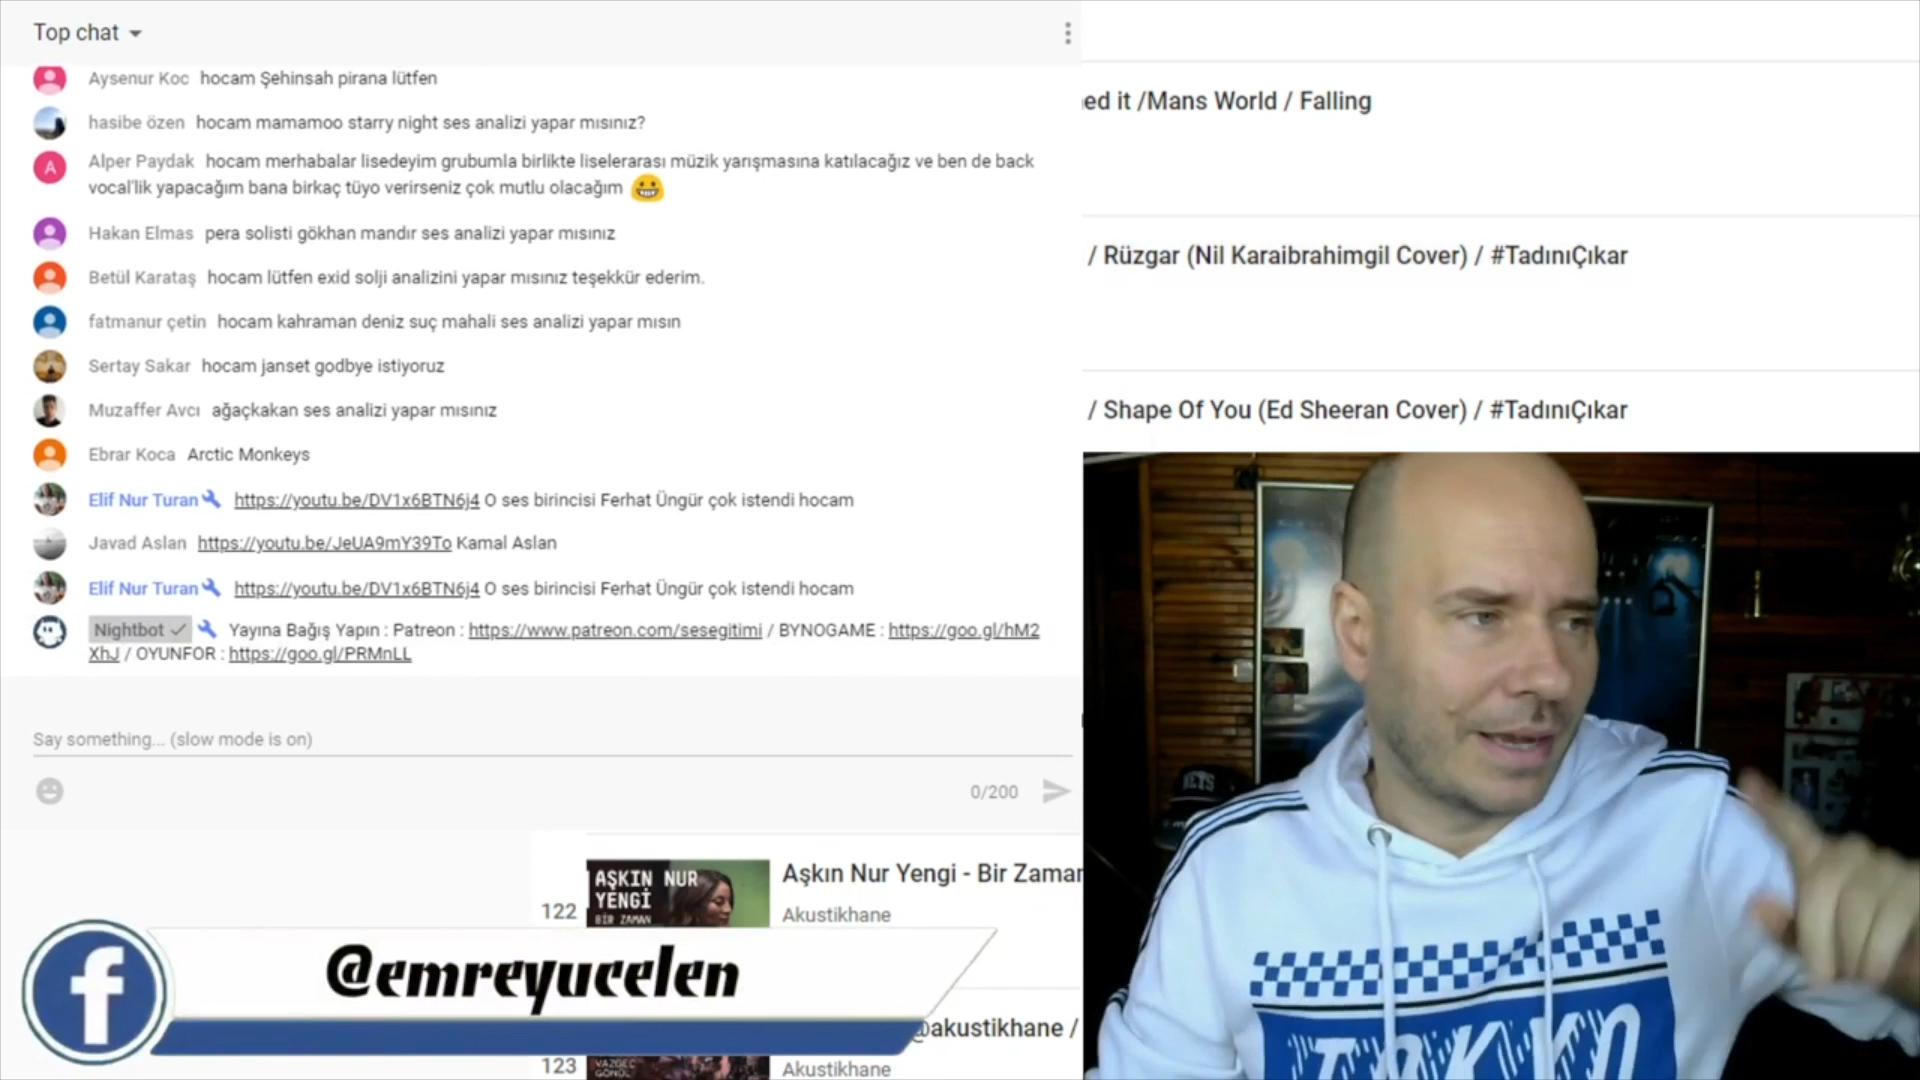 Top chat
Aysenur Koc hocam Şehinsah pirana lütfen
hasibe özen hocam mamamoo starry night ses analizi yapar mısınız?
A
Alper Paydak hocam merhabalar lisedeyim grubumla birlikte liselerarası müzik yarışmasına katılacağız ve ben de back
vocal'lik yapacağım bana birkaç tüyo verirseniz çok mutlu olacağım
Hakan Elmas pera solisti gökhan mandır ses analizi yapar mısınız
Betül Karataş hocam lütfen exid solji analizini yapar mısınız teşekkür ederim.
fatmanur çetin hocam kahraman deniz suç mahali ses analizi yapar mısın
Sertay Sakar hocam janset godbye istiyoruz
Muzaffer Avcı ağaçkakan ses analizi yapar mısınız
Ebrar Koca Arctic Monkeys
Elif Nur Turan https://youtu.be/DV1x6BTN6j4 O ses birincisi Ferhat Üngür çok istendi hocam
Javad Aslan https://youtu.be/JeUA9mY39To Kamal Aslan
Elif Nur Turan https://youtu.be/DV1x6BTN6j4 O ses birincisi Ferhat Üngür çok istendi hocam
Nightbot Yayına Bağış Yapın : Patreon : https://www.patreon.com/sesegitimi / BYNOGAME : https://goo.gl/hM2
XhJ / OYUNFOR : https://goo.gl/PRMnLL
Say something... (slow mode is on)
0/200
ed it /Mans World / Falling
/ Rüzgar (Nil Karaibrahimgil Cover) / #TadınıÇıkar
/ Shape Of You (Ed Sheeran Cover) / #TadınıÇıkar
122
AŞKIN NUR
YENGİ
BİR ZAMAN
Aşkın Nur Yengi - Bir Zaman
Akustikhane
f
@emreyucelen
@akustikhane /
123
VAZGEÇ
GÖNÜL
Akustikhane
NETS
TOKYO